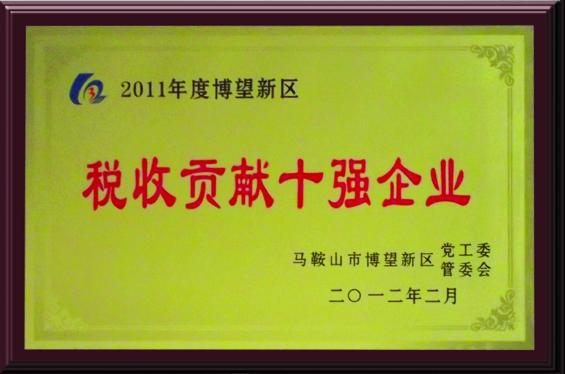 2011年度博望新区
税收贡献十强企业
马鞍山市博望新区 党工委
管委会
二〇一二年二月